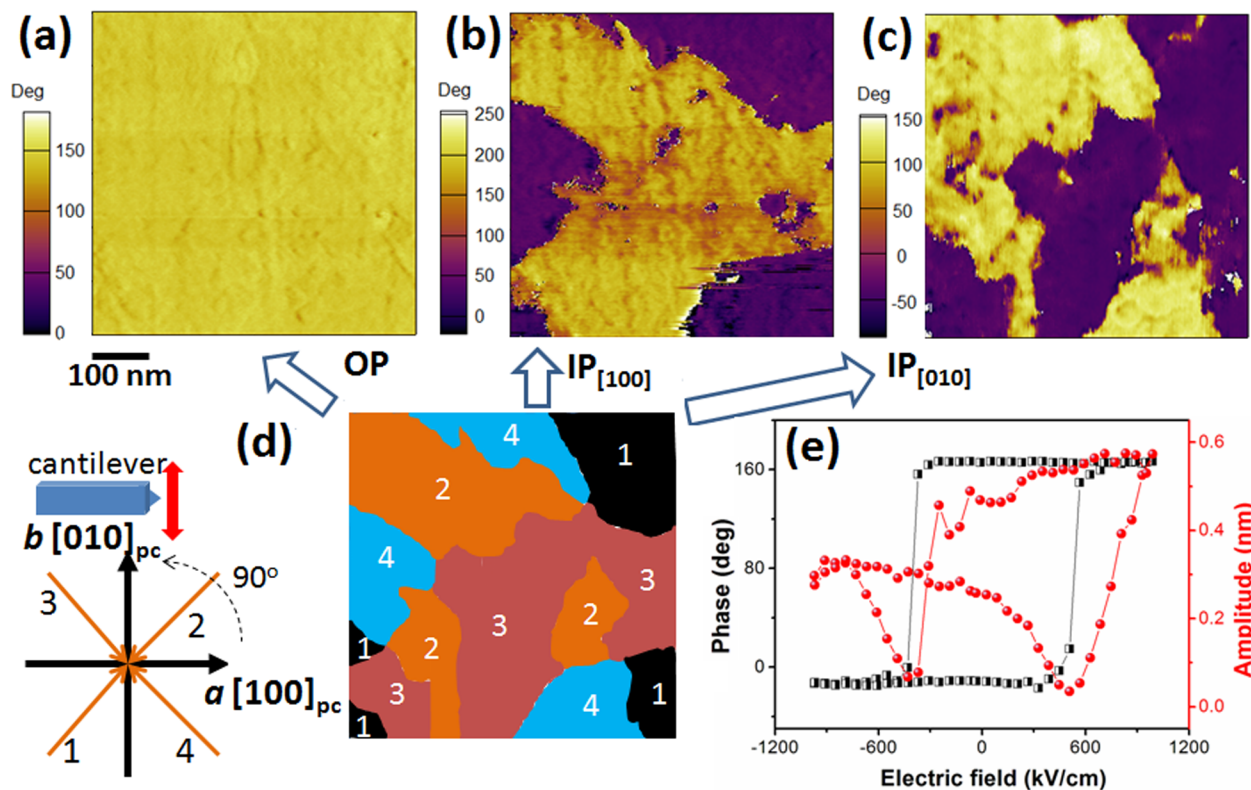 (a)
Deg
150
100
50
0
100 nm
OP
(b)
Deg
250
200
150
100
50
0
IP[100]
(c)
Deg
150
100
50
0
-50
IP[010]
(d)
4
1
2
4
3
3
2
2
1
3
4
1
1
cantilever
b [010]pc
90°
3
2
a [100]pc
1
4
(e)
160
80
0
Phase (deg)
0.6
0.4
0.2
0.0
Amplitude (nm)
-1200 -600 0 600 1200
Electric field (kV/cm)